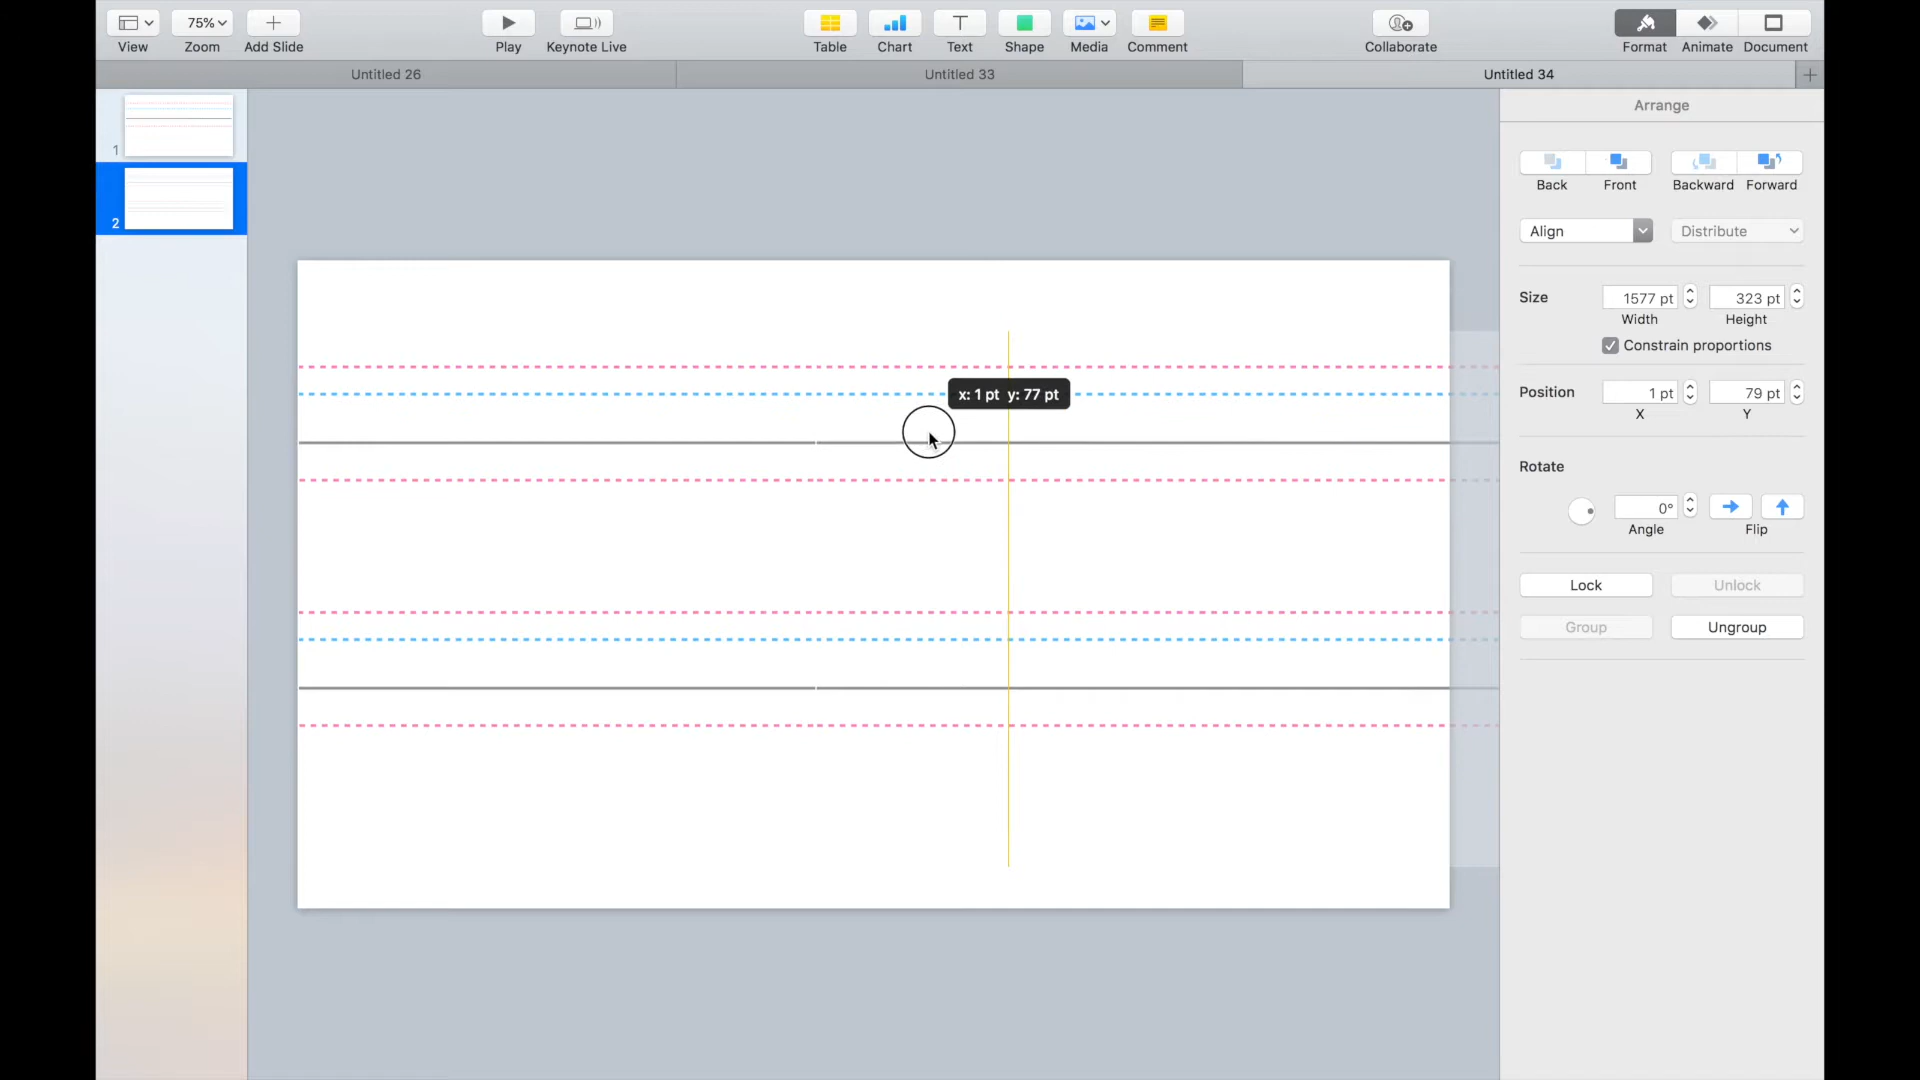 75%
View
Zoom
Add Slide
Play
Keynote Live
Table
Chart
Text
Shape
Media
Comment
Collaborate
Format
Animate
Document
Untitled 26
Untitled 33
Untitled 34
1
2
x: 1 pt y: 77 pt
Arrange
Back
Front
Backward
Forward
Align
Distribute
Size
1577 pt
323 pt
Width
Height
Constrain proportions
Position
1 pt
79 pt
X
Y
Rotate
0°
Angle
Flip
Lock
Unlock
Group
Ungroup